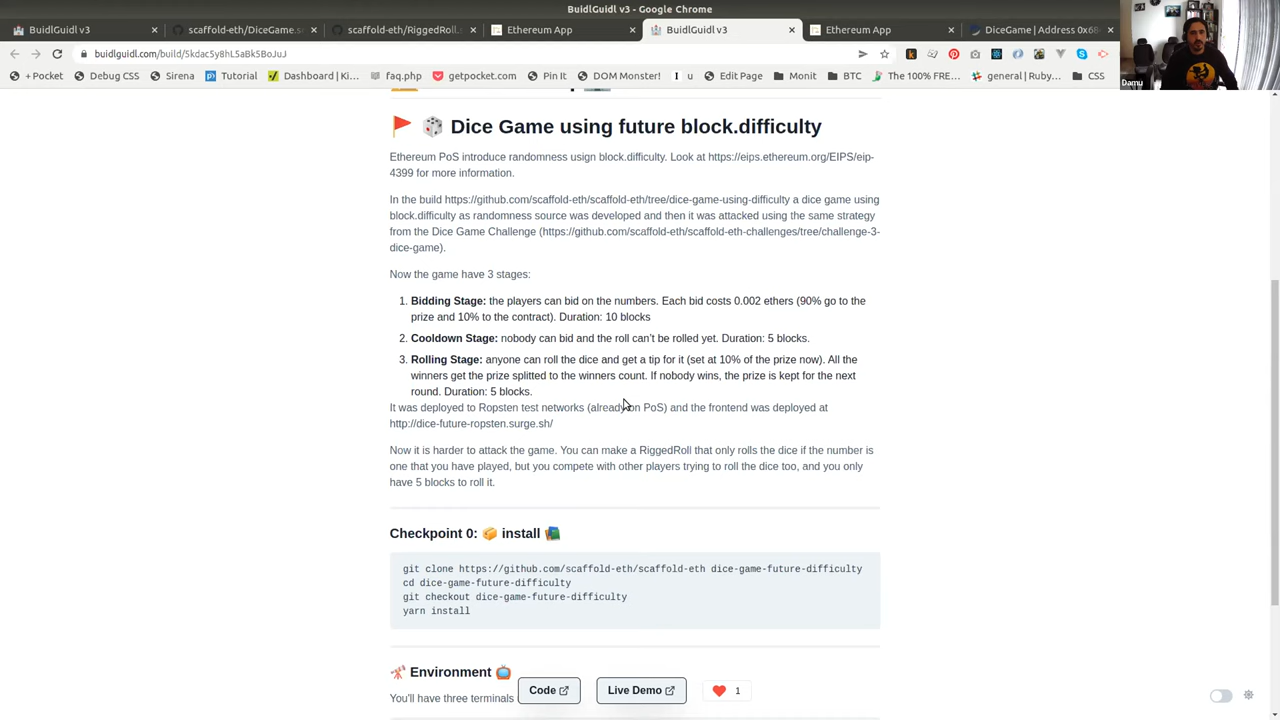 BuidlGuidl v3 - Google Chrome
BuidlGuidl v3
scaffold-eth/DiceGame.s
scaffold-eth/RiggedRoll.
Ethereum App
BuidlGuidl v3
Ethereum App
DiceGame | Address 0x68
buidlguidl.com/build/5kdac5y8hL5aBk5BoJuJ
+ Pocket
Debug CSS
Sirena
Tutorial
Dashboard | Ki...
faq.php
getpocket.com
Pin It
DOM Monster!
u
Edit Page
Monit
BTC
The 100% FRE...
general | Ruby...
CSS
Damu
Dice Game using future block.difficulty
Ethereum PoS introduce randomness usign block.difficulty. Look at https://eips.ethereum.org/EIPS/eip-
4399 for more information.
In the build https://github.com/scaffold-eth/scaffold-eth/tree/dice-game-using-difficulty a dice game using
block.difficulty as randomness source was developed and then it was attacked using the same strategy
from the Dice Game Challenge (https://github.com/scaffold-eth/scaffold-eth-challenges/tree/challenge-3-
dice-game).
Now the game have 3 stages:
1. Bidding Stage: the players can bid on the numbers. Each bid costs 0.002 ethers (90% go to the
prize and 10% to the contract). Duration: 10 blocks
2. Cooldown Stage: nobody can bid and the roll can't be rolled yet. Duration: 5 blocks.
3. Rolling Stage: anyone can roll the dice and get a tip for it (set at 10% of the prize now). All the
winners get the prize splitted to the winners count. If nobody wins, the prize is kept for the next
round. Duration: 5 blocks.
It was deployed to Ropsten test networks (already on PoS) and the frontend was deployed at
http://dice-future-ropsten.surge.sh/
Now it is harder to attack the game. You can make a RiggedRoll that only rolls the dice if the number is
one that you have played, but you compete with other players trying to roll the dice too, and you only
have 5 blocks to roll it.
Checkpoint 0: install
git clone https://github.com/scaffold-eth/scaffold-eth dice-game-future-difficulty
cd dice-game-future-difficulty
git checkout dice-game-future-difficulty
yarn install
Environment
You'll have three terminals
Code
Live Demo
1